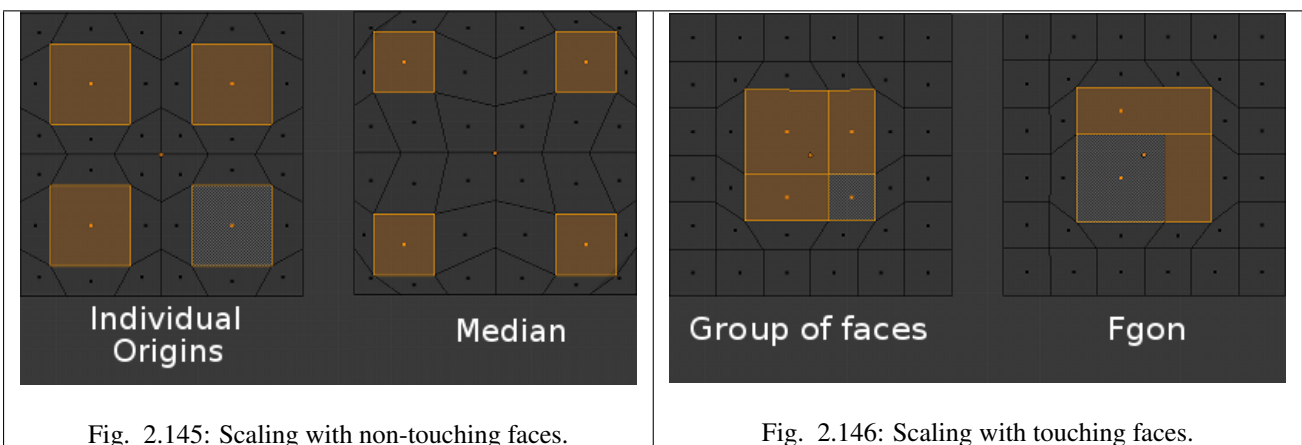 Individual
Origins
Median
Group of faces
Fgon
Fig. 2.145: Scaling with non-touching faces.
Fig. 2.146: Scaling with touching faces.